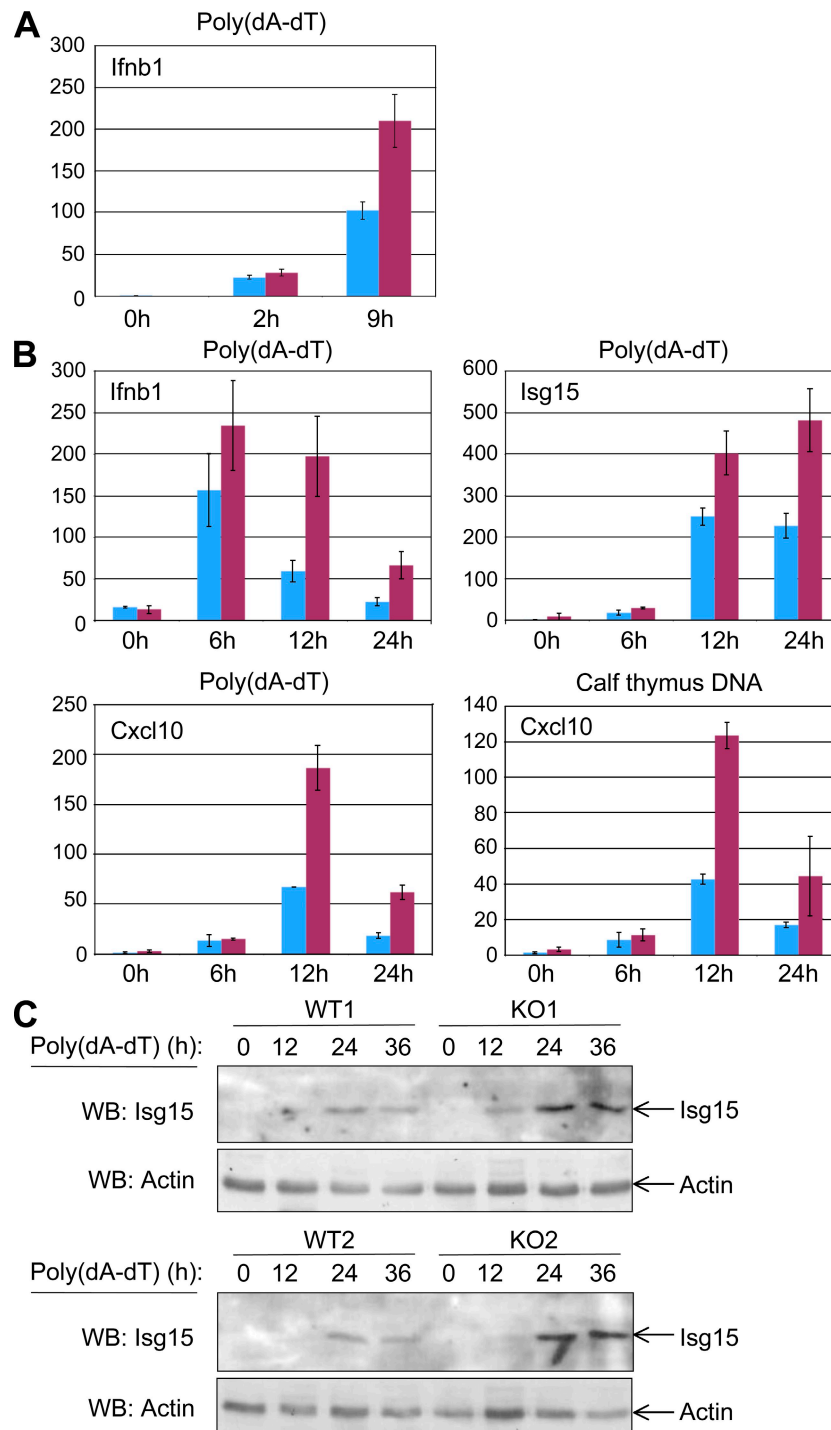 A
Poly(dA-dT)
300
250
200
150
100
50
0
Ifnb1
0h 2h 9h
B
Poly(dA-dT)
300
250
200
150
100
50
0
Ifnb1
0h 6h 12h 24h
Poly(dA-dT)
600
500
400
300
200
100
0
Isg15
0h 6h 12h 24h
Poly(dA-dT)
250
200
150
100
50
0
Cxcl10
0h 6h 12h 24h
Calf thymus DNA
140
120
100
80
60
40
20
0
Cxcl10
0h 6h 12h 24h
C
WT1 KO1
Poly(dA-dT) (h): 0 12 24 36 0 12 24 36
WB: Isg15 Isg15
WB: Actin Actin
WT2 KO2
Poly(dA-dT) (h): 0 12 24 36 0 12 24 36
WB: Isg15 Isg15
WB: Actin Actin